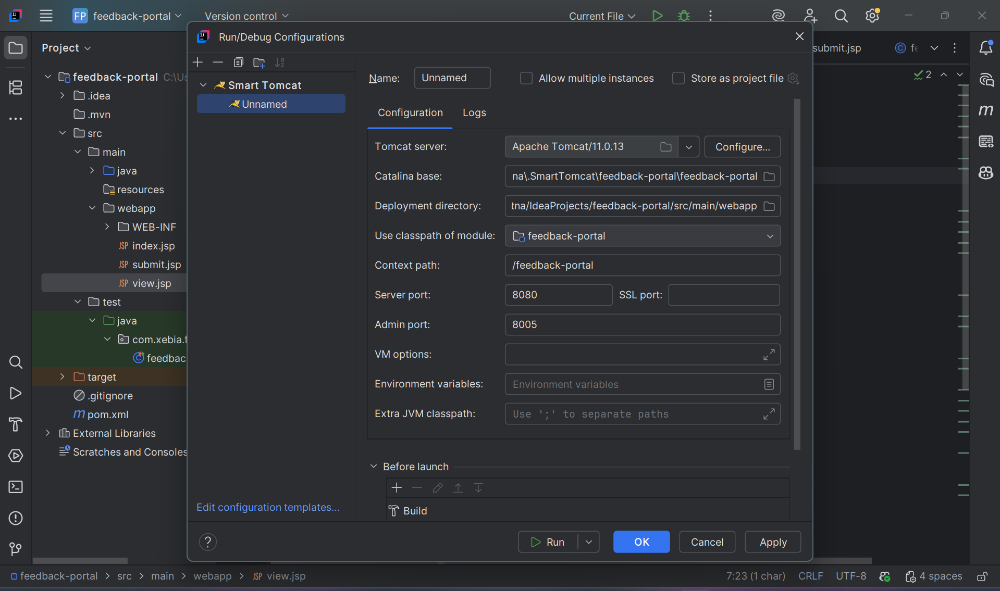 FP feedback-portal
Version control
Current File
Project
submit.jsp
Run/Debug Configurations
2
feedback-portal C:\Us
.idea
.mvn
src
main
java
resources
webapp
WEB-INF
JSP index.jsp
JSP submit.jsp
JSP view.jsp
test
java
com.xebia.f
feedbac
target
.gitignore
m pom.xml
External Libraries
Scratches and Consoles
Smart Tomcat
Unnamed
Edit configuration templates...
Name: Unnamed Allow multiple instances Store as project file
Configuration Logs
Tomcat server: Apache Tomcat/11.0.13 Configure...
Catalina base: na\.SmartTomcat\feedback-portal\feedback-portal
Deployment directory: tna/IdeaProjects/feedback-portal/src/main/webapp
Use classpath of module: feedback-portal
Context path: /feedback-portal
Server port: 8080 SSL port:
Admin port: 8005
VM options:
Environment variables: Environment variables
Extra JVM classpath: Use ';' to separate paths
Before launch
Build
? Run OK Cancel Apply
feedback-portal > src > main > webapp > JSP view.jsp
7:23 (1 char) CRLF UTF-8 4 spaces